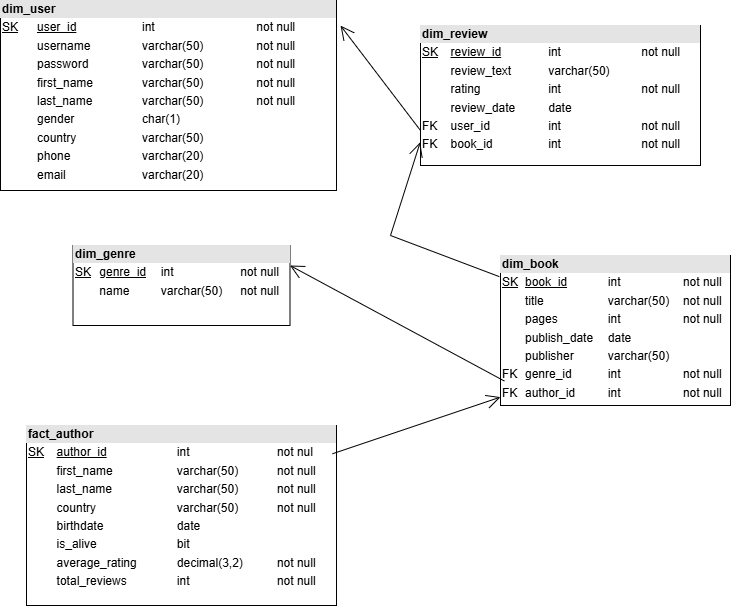 dim_user
SK user_id int not null
username varchar(50) not null
password varchar(50) not null
first_name varchar(50) not null
last_name varchar(50) not null
gender char(1)
country varchar(50)
phone varchar(20)
email varchar(20)
dim_review
SK review_id int not null
review_text varchar(50)
rating int not null
review_date date
FK user_id int not null
FK book_id int not null
dim_genre
SK genre_id int not null
name varchar(50) not null
dim_book
SK book_id int not null
title varchar(50) not null
pages int not null
publish_date date
publisher varchar(50)
FK genre_id int not null
FK author_id int not null
fact_author
SK author_id int not nul
first_name varchar(50) not null
last_name varchar(50) not null
country varchar(50) not null
birthdate date
is_alive bit
average_rating decimal(3,2) not null
total_reviews int not null